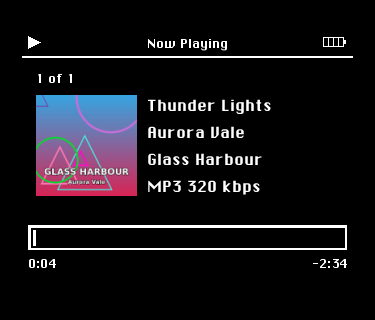 Now Playing
1 of 1
Thunder Lights
Aurora Vale
Glass Harbour
MP3 320 kbps
GLASS HARBOUR
Aurora Vale
0:04
-2:34